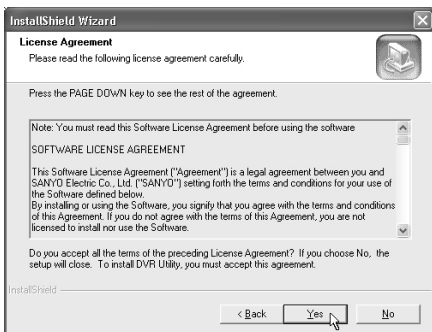 InstallShield Wizard
License Agreement
Please read the following license agreement carefully.
Press the PAGE DOWN key to see the rest of the agreement.
Note: You must read this Software License Agreement before using the software
SOFTWARE LICENSE AGREEMENT
This Software License Agreement ("Agreement") is a legal agreement between you and
SANYO Electric Co., Ltd. ("SANYO") setting forth the terms and conditions for your use of
the Software defined below.
By installing or using the Software, you signify that you agree with the terms and conditions
of this Agreement. If you do not agree with the terms of this Agreement, you are not
licensed to install nor use the Software.
Do you accept all the terms of the preceding License Agreement? If you choose No, the
setup will close. To install DVR Utility, you must accept this agreement.
InstallShield
< Back Yes No